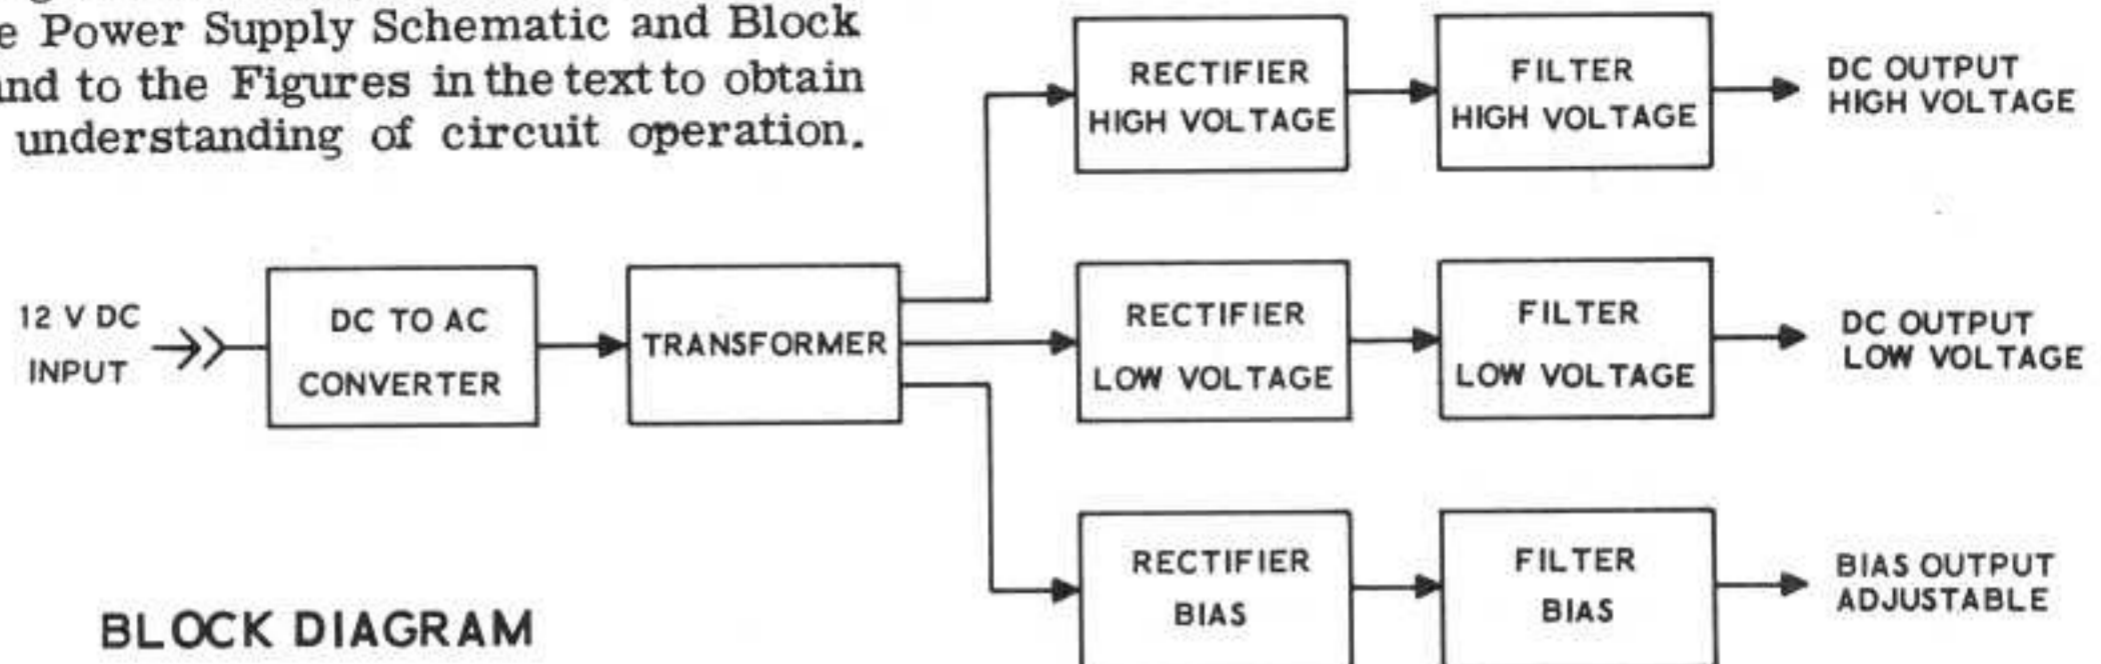 e Power Supply Schematic and Block
and to the Figures in the text to obtain
understanding of circuit operation.
RECTIFIER
HIGH VOLTAGE
FILTER
HIGH VOLTAGE
DC OUTPUT
HIGH VOLTAGE
12 V DC
INPUT
DC TO AC
CONVERTER
TRANSFORMER
RECTIFIER
LOW VOLTAGE
FILTER
LOW VOLTAGE
DC OUTPUT
LOW VOLTAGE
RECTIFIER
BIAS
FILTER
BIAS
BIAS OUTPUT
ADJUSTABLE
BLOCK DIAGRAM